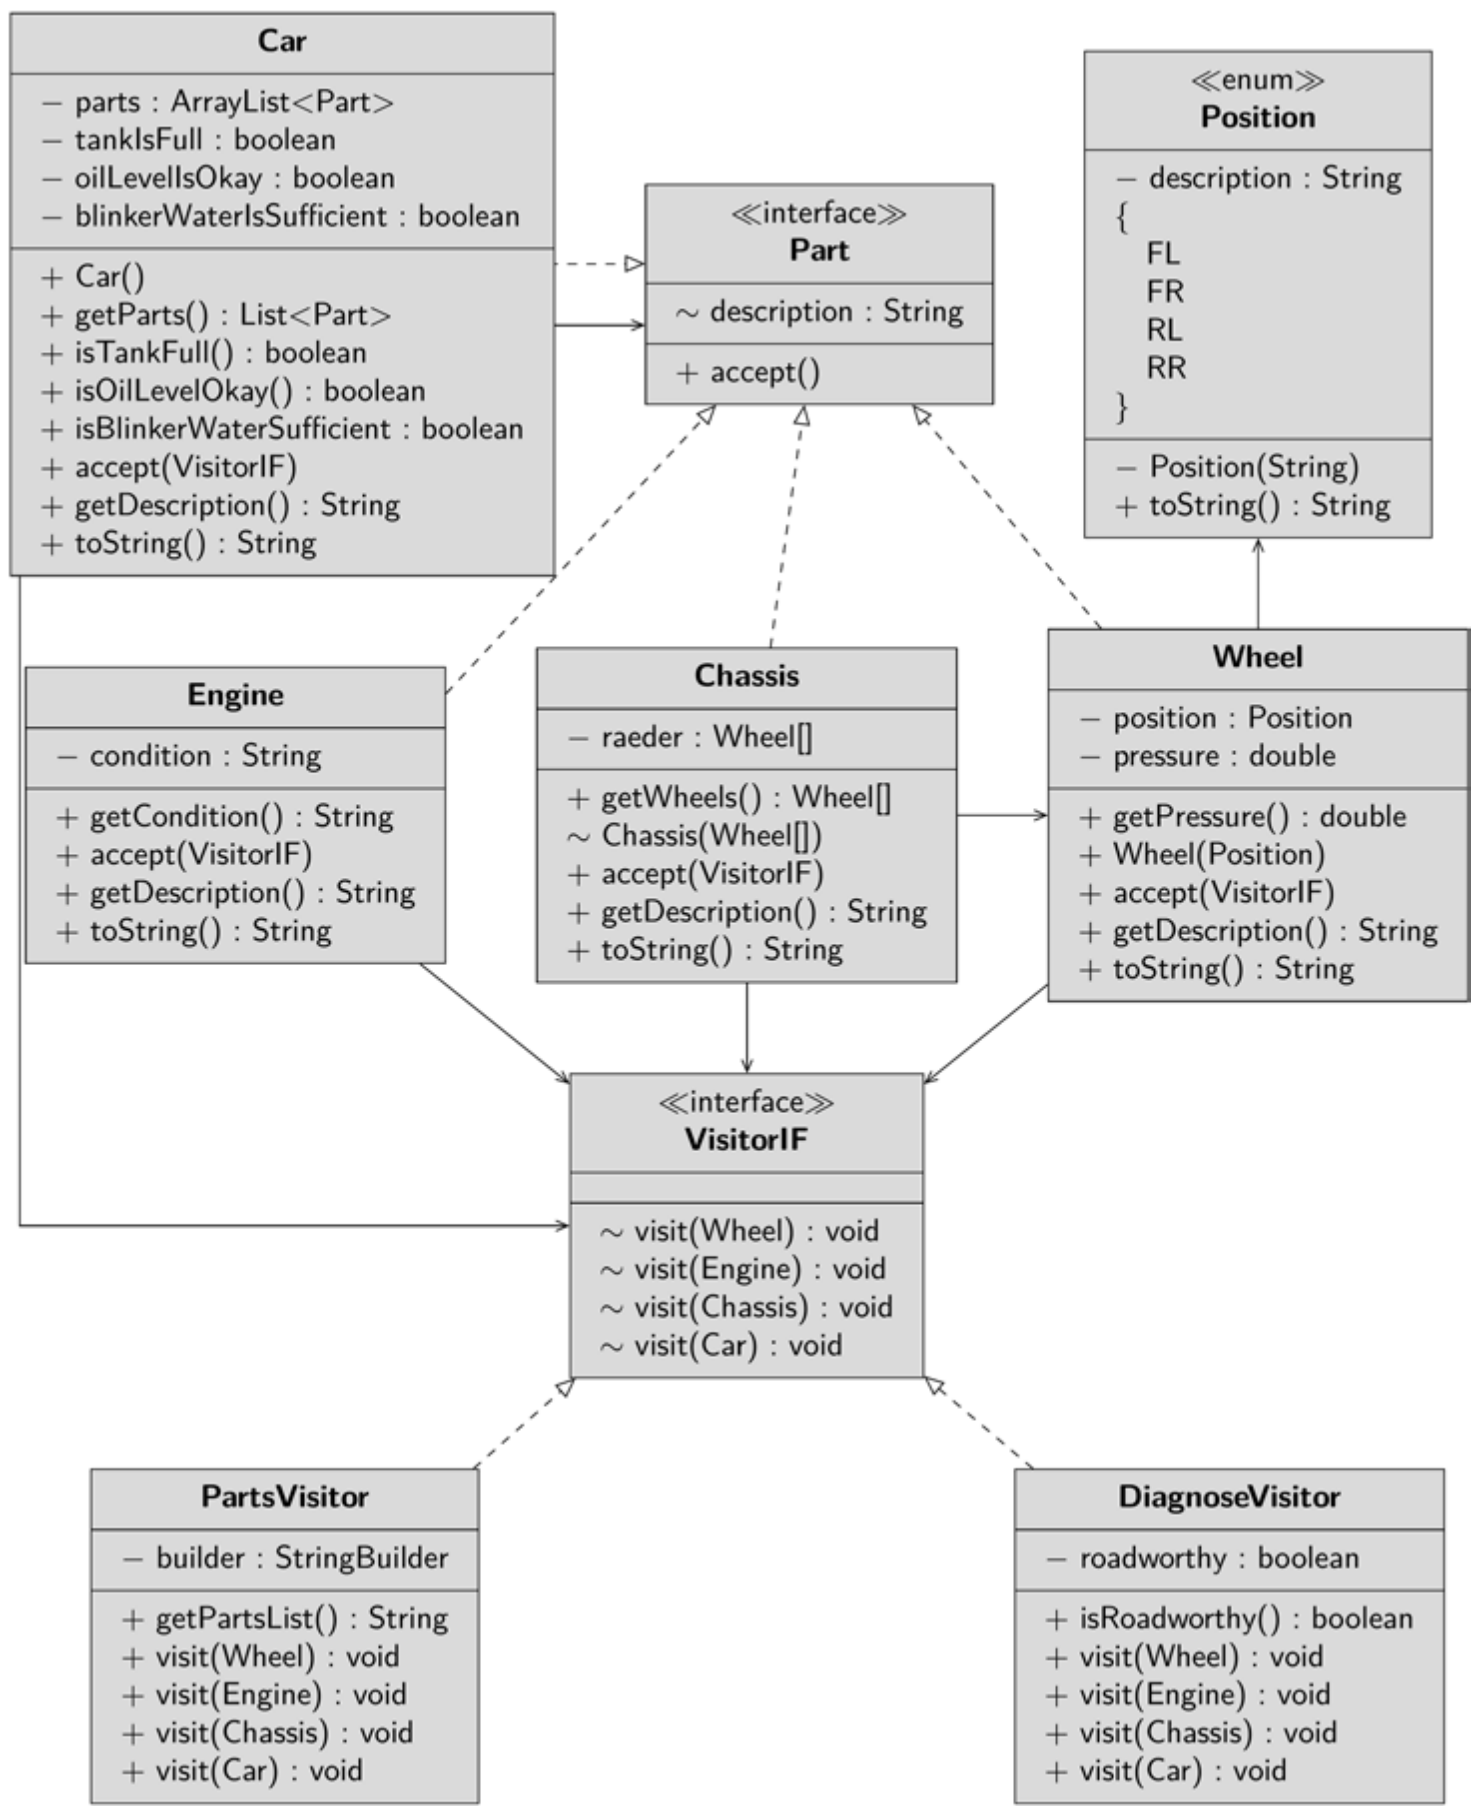 Car
− parts : ArrayList<Part>
− tankIsFull : boolean
− oilLevelIsOkay : boolean
− blinkerWaterIsSufficient : boolean
+ Car()
+ getParts() : List<Part>
+ isTankFull() : boolean
+ isOilLevelOkay() : boolean
+ isBlinkerWaterSufficient : boolean
+ accept(VisitorIF)
+ getDescription() : String
+ toString() : String
≪interface≫
Part
∼ description : String
+ accept()
≪enum≫
Position
− description : String
{
FL
FR
RL
RR
}
− Position(String)
+ toString() : String
Engine
− condition : String
+ getCondition() : String
+ accept(VisitorIF)
+ getDescription() : String
+ toString() : String
Chassis
− raeder : Wheel[]
+ getWheels() : Wheel[]
∼ Chassis(Wheel[])
+ accept(VisitorIF)
+ getDescription() : String
+ toString() : String
Wheel
− position : Position
− pressure : double
+ getPressure() : double
+ Wheel(Position)
+ accept(VisitorIF)
+ getDescription() : String
+ toString() : String
≪interface≫
VisitorIF
∼ visit(Wheel) : void
∼ visit(Engine) : void
∼ visit(Chassis) : void
∼ visit(Car) : void
PartsVisitor
− builder : StringBuilder
+ getPartsList() : String
+ visit(Wheel) : void
+ visit(Engine) : void
+ visit(Chassis) : void
+ visit(Car) : void
DiagnoseVisitor
− roadworthy : boolean
+ isRoadworthy() : boolean
+ visit(Wheel) : void
+ visit(Engine) : void
+ visit(Chassis) : void
+ visit(Car) : void